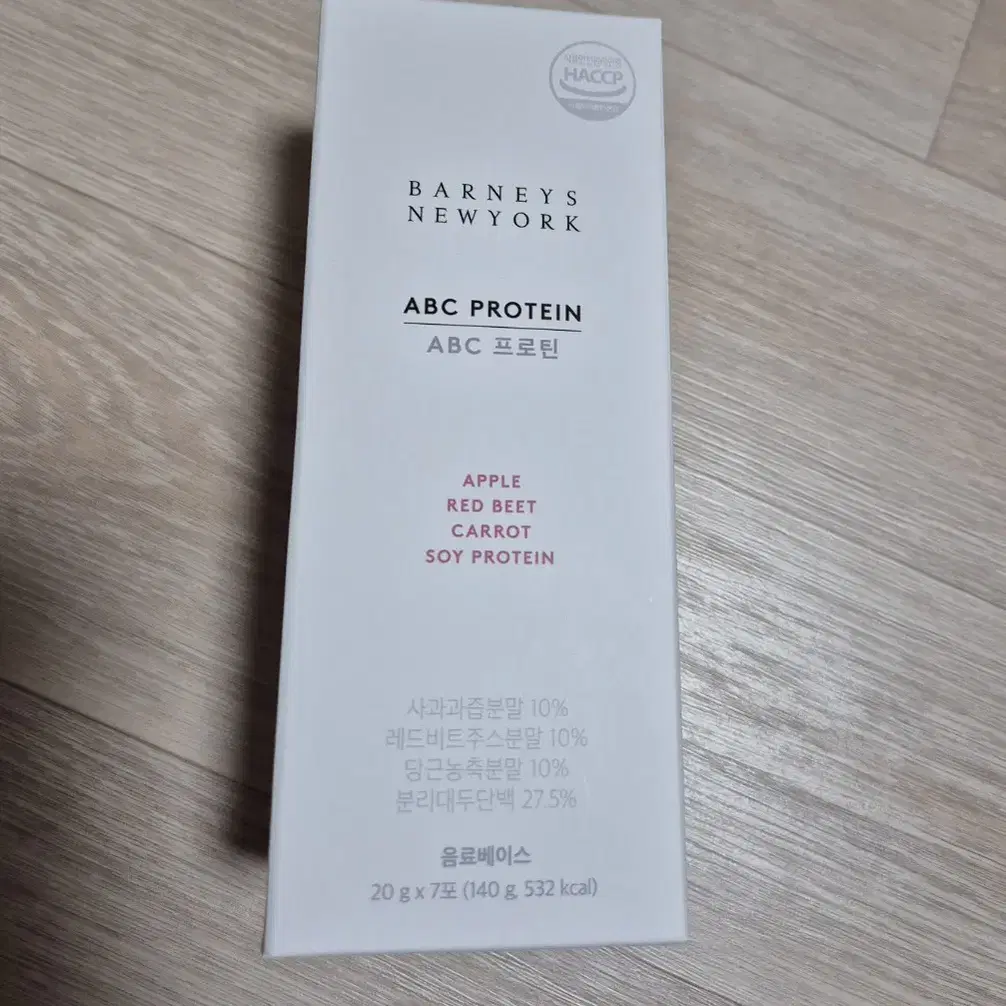 HACCP
BARNEYS
NEWYORK
ABC PROTEIN
ABC 프로틴
APPLE
RED BEET
CARROT
SOY PROTEIN
사과과즙분말 10%
레드비트주스분말 10%
당근농축분말 10%
분리대두단백 27.5%
음료베이스
20 g x 7포 (140 g, 532 kcal)